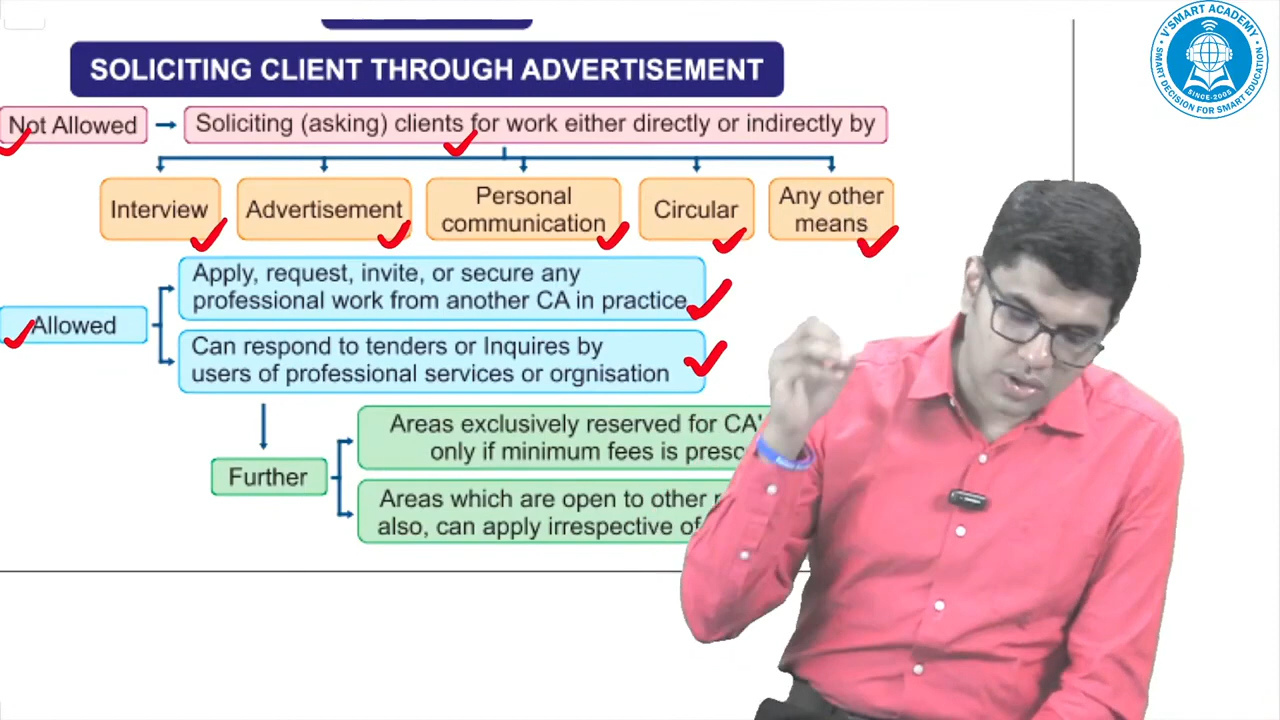 SOLICITING CLIENT THROUGH ADVERTISEMENT
Not Allowed
Soliciting (asking) clients for work either directly or indirectly by
Interview
Advertisement
Personal
communication
Circular
Any other
means
Allowed
Apply, request, invite, or secure any
professional work from another CA in practice
Can respond to tenders or Inquires by
users of professional services or orgnisation
Further
Areas exclusively reserved for CA'
only if minimum fees is
Areas which are open to other
also, can apply irrespective of
V'SMART ACADEMY
SINCE-2005
SMART DECISION FOR SMART EDUCATION